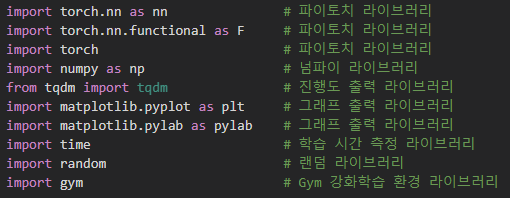 import torch.nn as nn # 파이토치 라이브러리
import torch.nn.functional as F # 파이토치 라이브러리
import torch # 파이토치 라이브러리
import numpy as np # 넘파이 라이브러리
from tqdm import tqdm # 진행도 출력 라이브러리
import matplotlib.pyplot as plt # 그래프 출력 라이브러리
import matplotlib.pylab as pylab # 그래프 출력 라이브러리
import time # 학습 시간 측정 라이브러리
import random # 랜덤 라이브러리
import gym # Gym 강화학습 환경 라이브러리